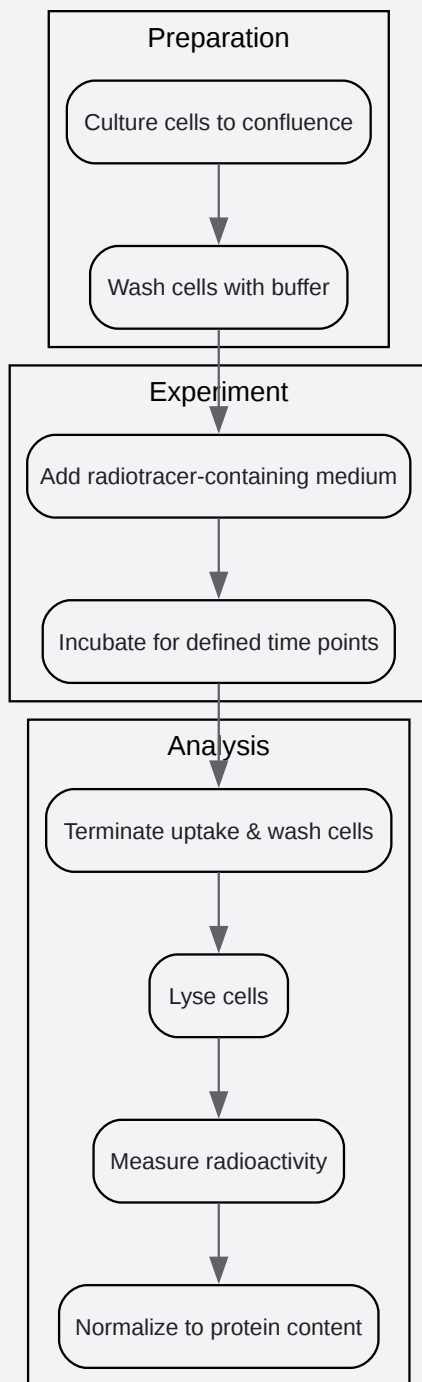 Preparation
Culture cells to confluence
Wash cells with buffer
Experiment
Add radiotracer-containing medium
Incubate for defined time points
Analysis
Terminate uptake & wash cells
Lyse cells
Measure radioactivity
Normalize to protein content